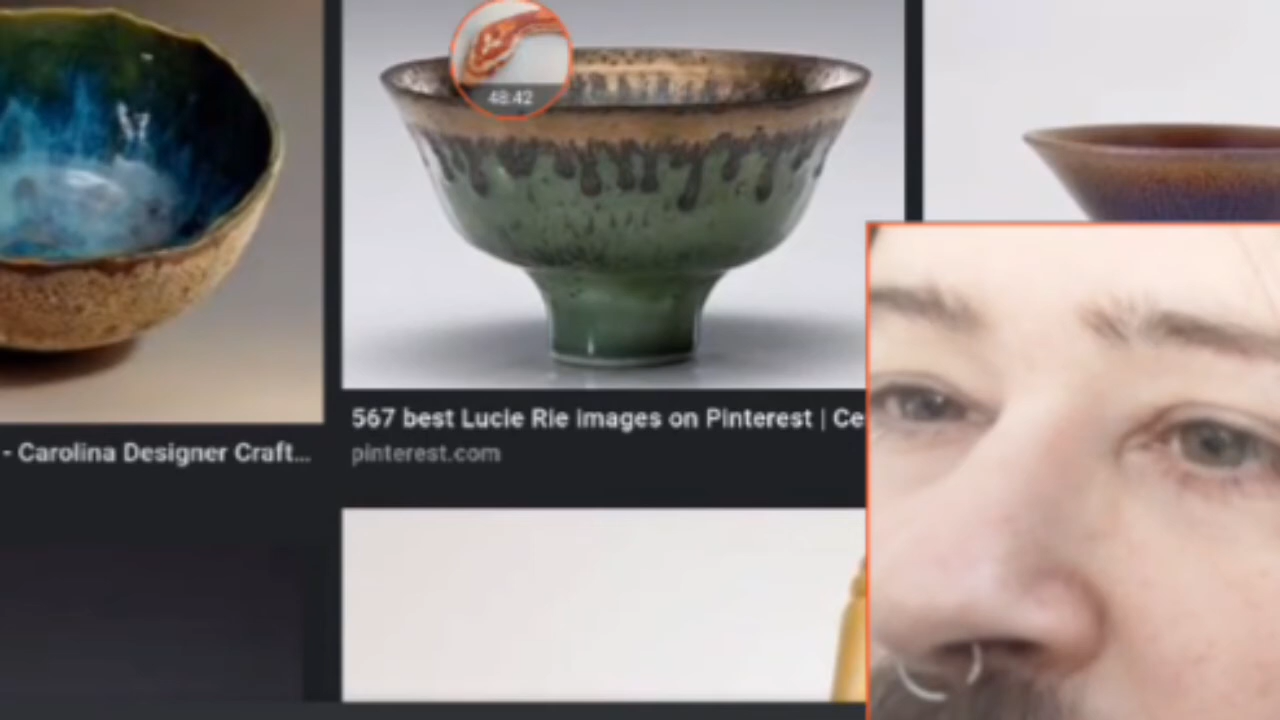 48:42
567 best Lucie Rie images on Pinterest | Ce
- Carolina Designer Craft...
pinterest.com